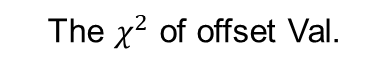 The χ² of offset Val.